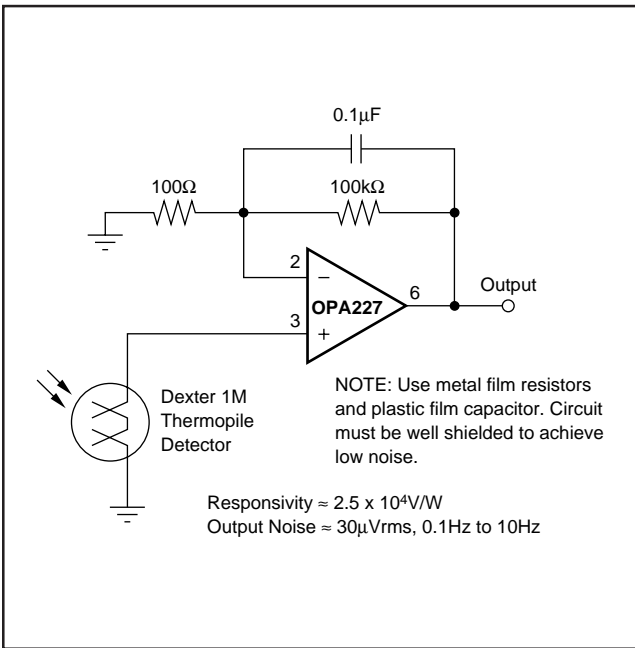 0.1µF
100Ω
100kΩ
2
−
6
Output
OPA227
3
+
Dexter 1M
Thermopile
Detector
NOTE: Use metal film resistors
and plastic film capacitor. Circuit
must be well shielded to achieve
low noise.
Responsivity ≈ 2.5 x 10⁴V/W
Output Noise ≈ 30µVrms, 0.1Hz to 10Hz